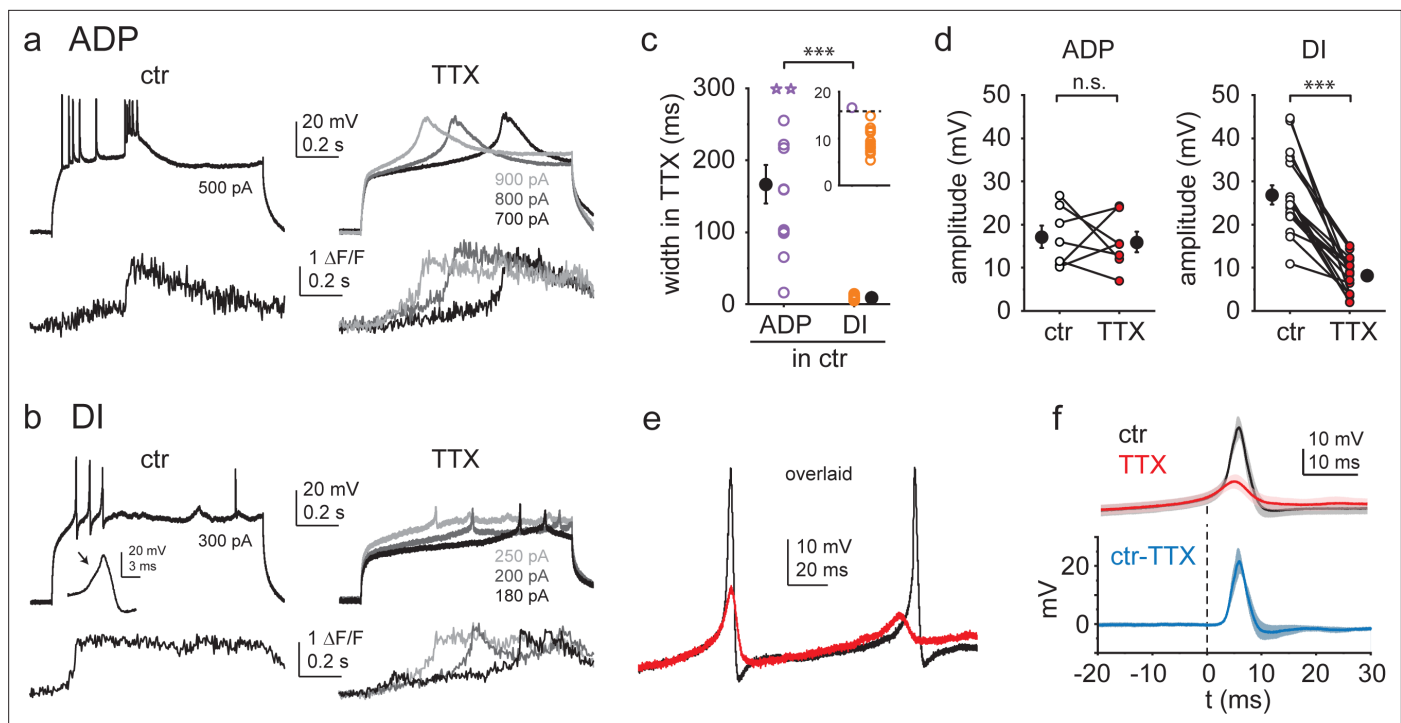 a ADP
ctr
TTX
20 mV
0.2 s
500 pA
900 pA
800 pA
700 pA
1 ΔF/F
0.2 s
1 ΔF/F
0.2 s
b DI
ctr
TTX
20 mV
0.2 s
300 pA
20 mV
3 ms
250 pA
200 pA
180 pA
1 ΔF/F
0.2 s
c
***
width in TTX (ms)
300
200
100
0
20
10
0
ADP DI
in ctr
d
ADP
n.s.
amplitude (mV)
50
40
30
20
10
0
ctr TTX
DI
***
amplitude (mV)
50
40
30
20
10
0
ctr TTX
e
overlaid
10 mV
20 ms
f
ctr
TTX
10 mV
10 ms
ctr-TTX
mV
20
0
-20 -10 0 10 20 30
t (ms)